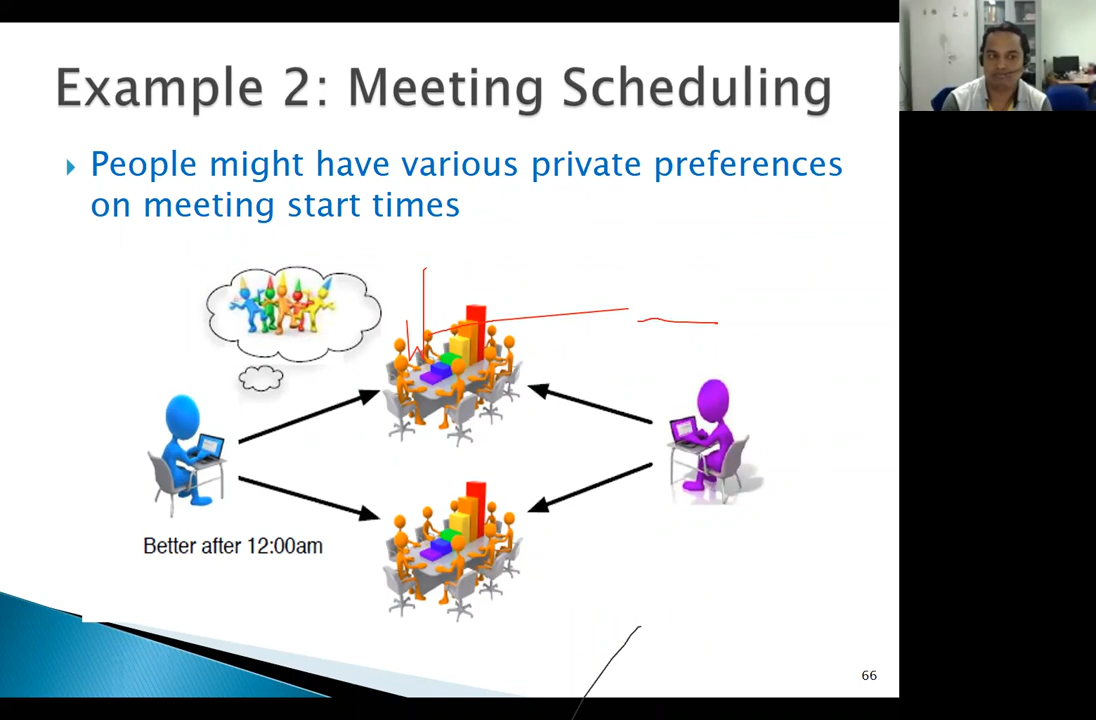 Example 2: Meeting Scheduling
People might have various private preferences
on meeting start times
Better after 12:00am
66